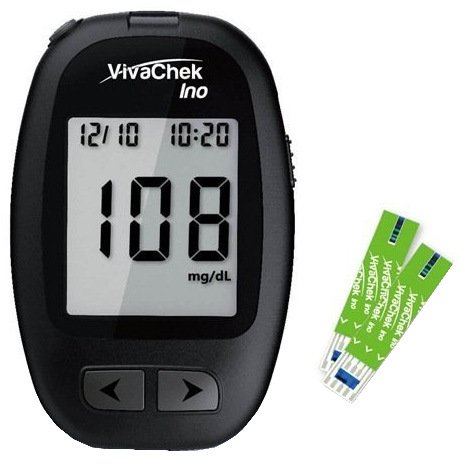 VivaChek
Ino
12/10 10:20
108
mg/dL
VivaChek Ino
VivaChek Ino